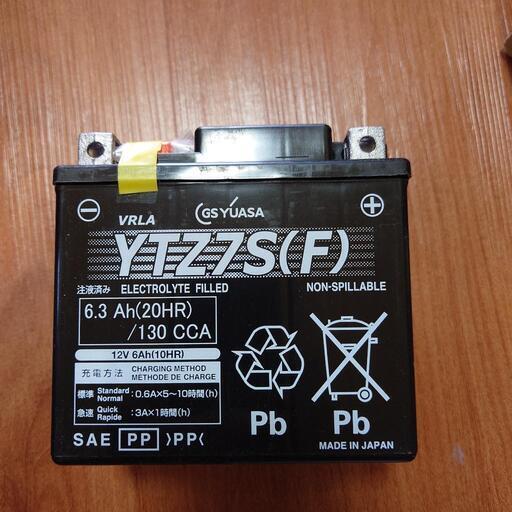 GSYUASA
VRLA
YTZ7S(F)
注液済み ELECTROLYTE FILLED NON-SPILLABLE
6.3 Ah(20HR)
/130 CCA
12V 6Ah(10HR)
充電方法 CHARGING METHOD
METHODE DE CHARGE
標準 Standard Normal : 0.6A×5~10時間(h)
急速 Quick Rapide : 3A×1時間(h)
SAE PP >PP<
Pb
Pb
MADE IN JAPAN